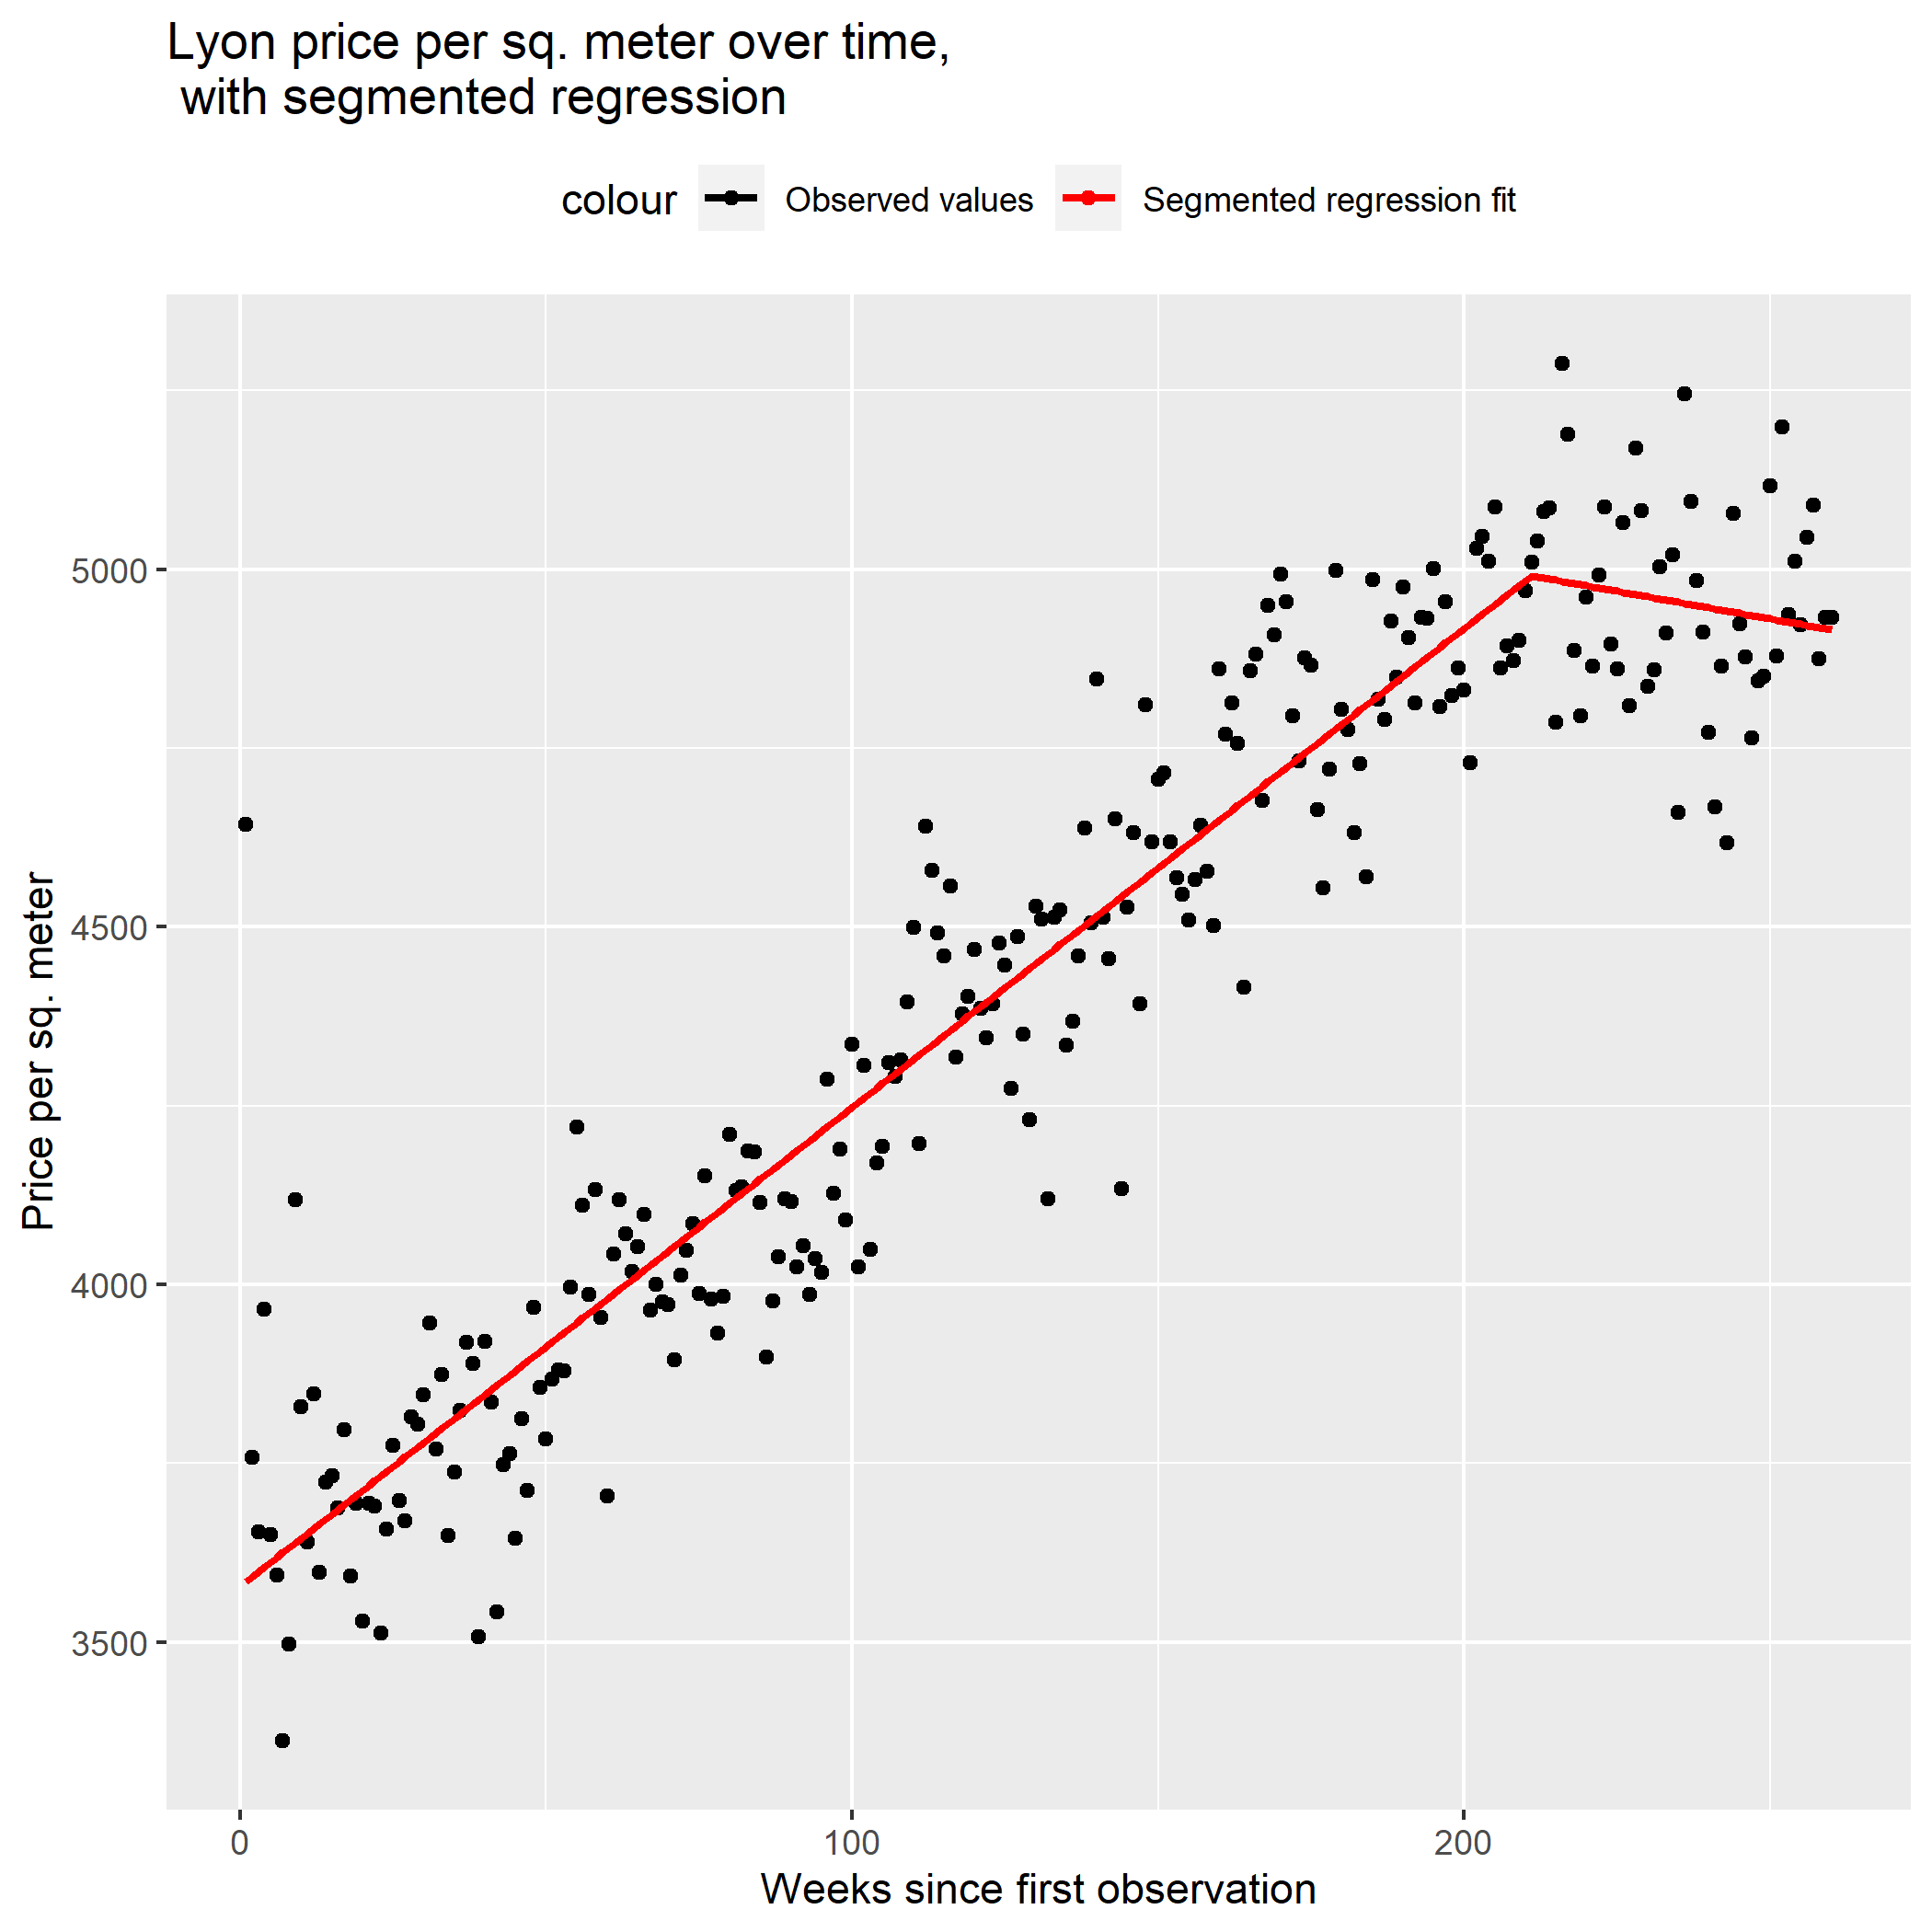 Lyon price per sq. meter over time,
with segmented regression
colour Observed values Segmented regression fit
Price per sq. meter
5000
4500
4000
3500
0 100 200
Weeks since first observation